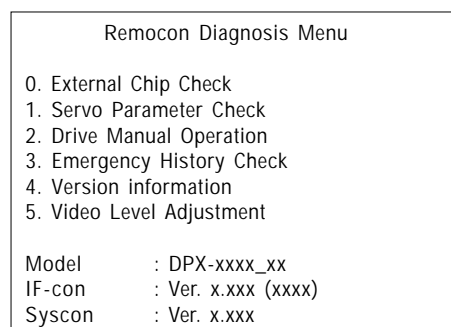 Remocon Diagnosis Menu
0. External Chip Check
1. Servo Parameter Check
2. Drive Manual Operation
3. Emergency History Check
4. Version information
5. Video Level Adjustment
Model : DPX-xxxx_xx
IF-con : Ver. x.xxx (xxxx)
Syscon : Ver. x.xxx